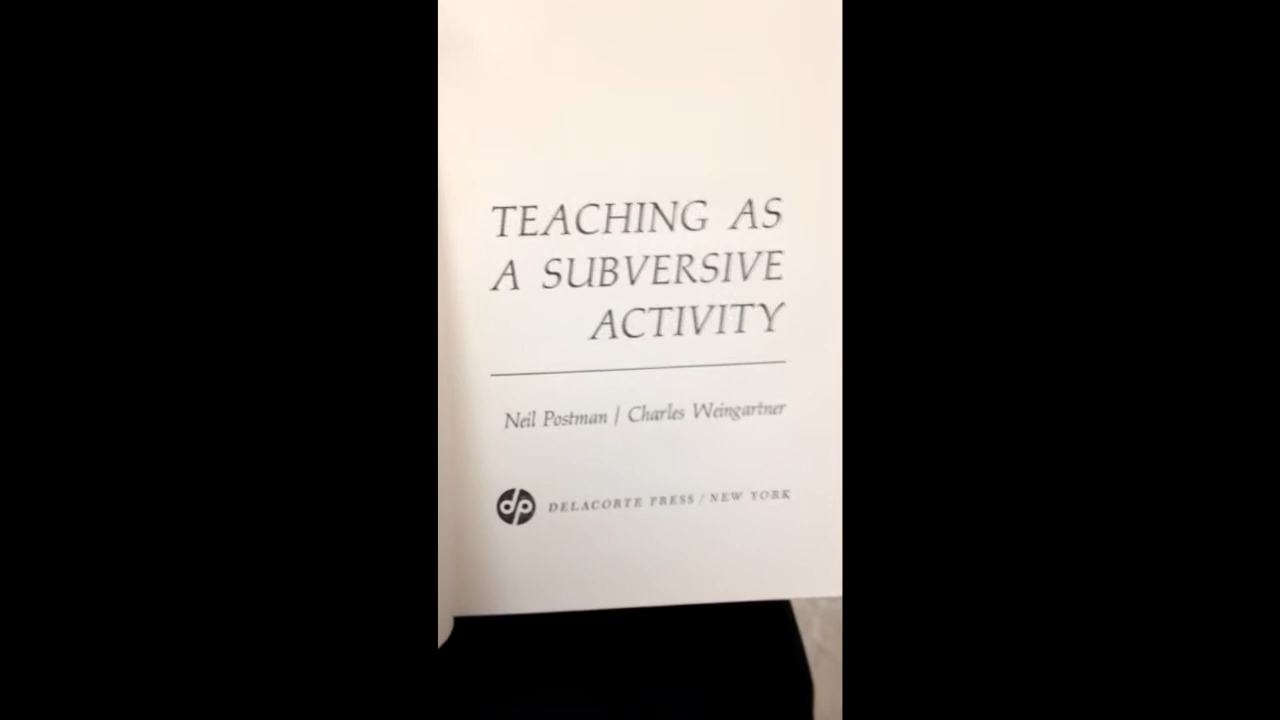 TEACHING AS
A SUBVERSIVE
ACTIVITY
Neil Postman / Charles Weingartner
dp DELACORTE PRESS / NEW YORK